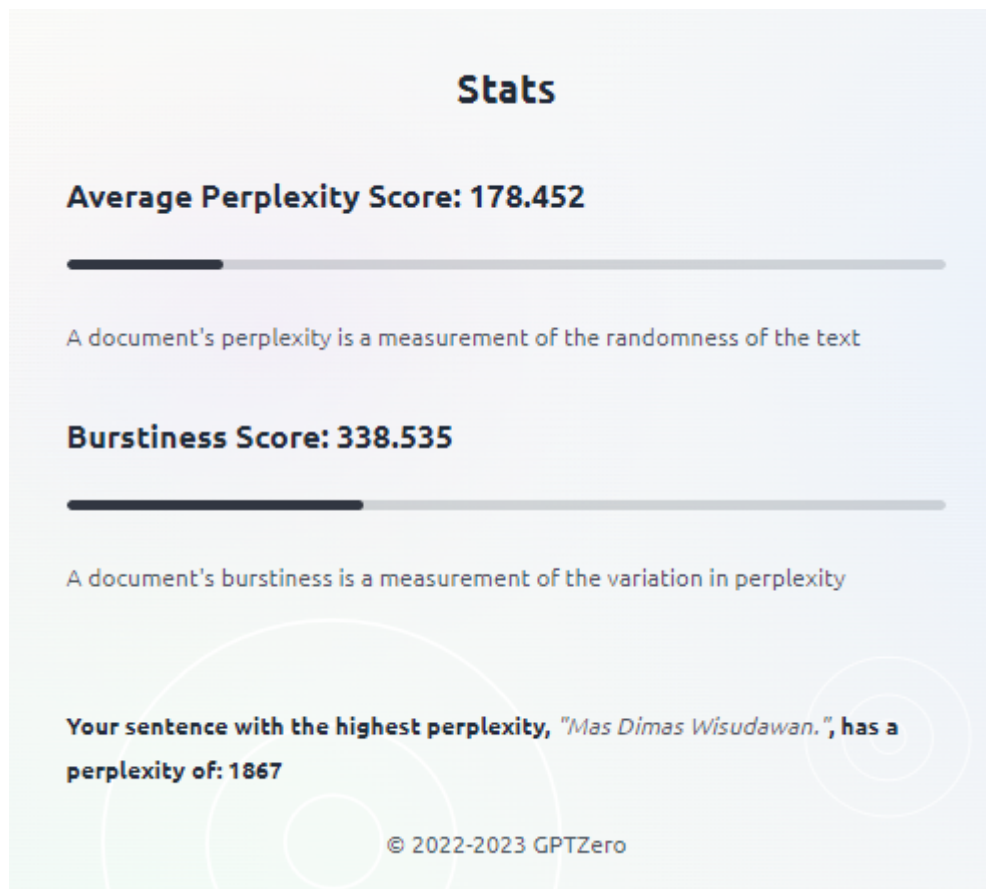 Stats
Average Perplexity Score: 178.452
A document's perplexity is a measurement of the randomness of the text
Burstiness Score: 338.535
A document's burstiness is a measurement of the variation in perplexity
Your sentence with the highest perplexity, "Mas Dimas Wisudawan.", has a
perplexity of: 1867
© 2022-2023 GPTZero